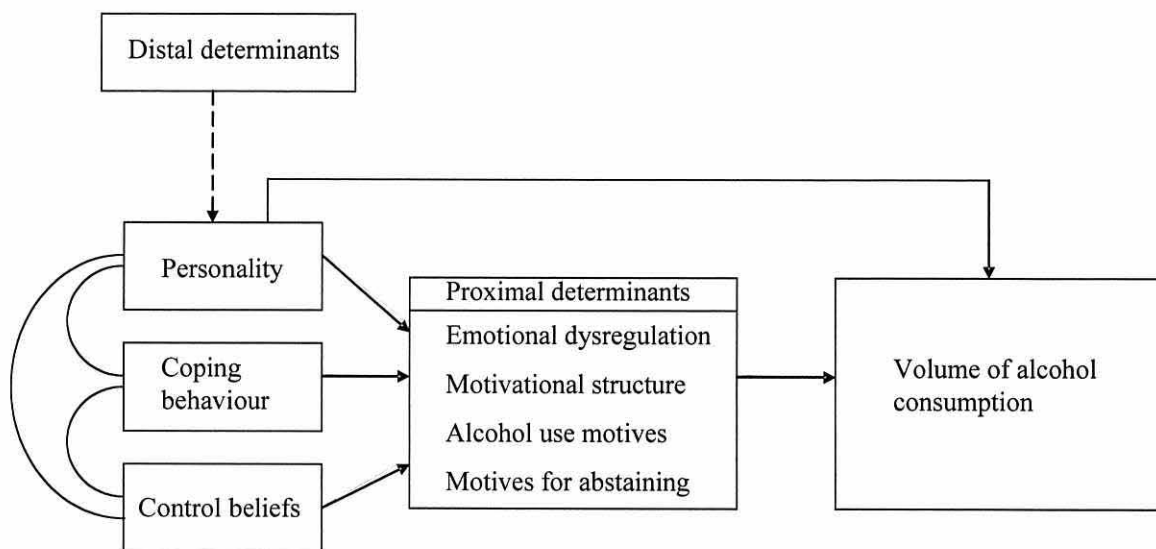 Distal determinants
Personality
Coping
behaviour
Control beliefs
Proximal determinants
Emotional dysregulation
Motivational structure
Alcohol use motives
Motives for abstaining
Volume of alcohol
consumption